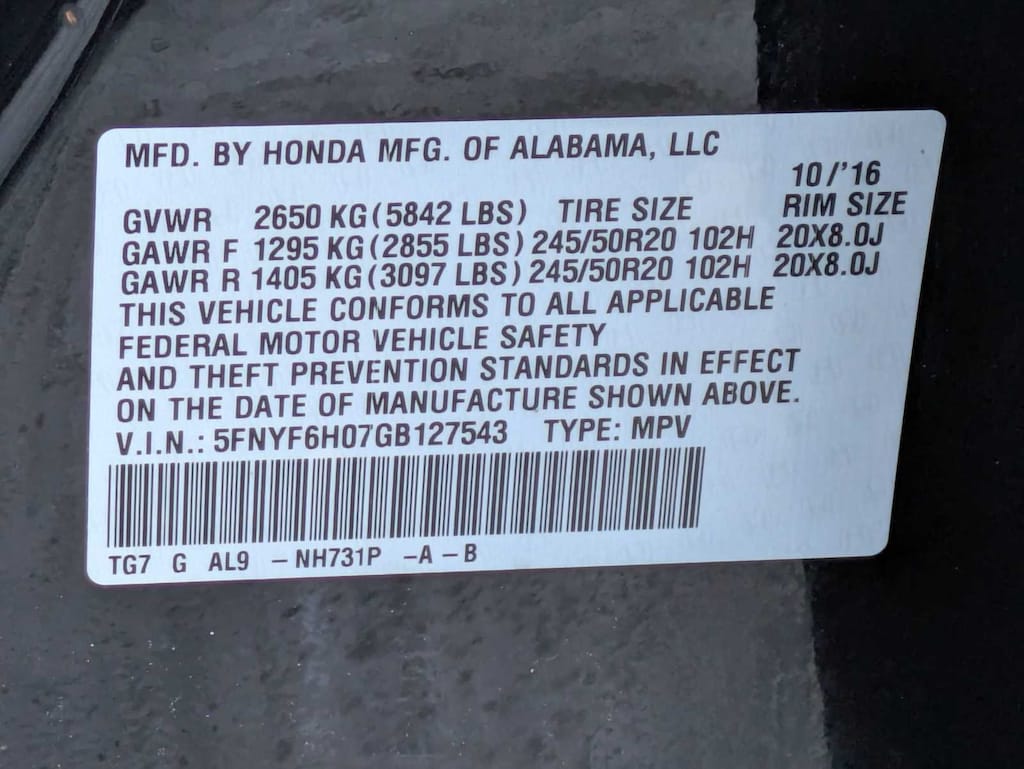 MFD. BY HONDA MFG. OF ALABAMA, LLC
10/'16
GVWR 2650 KG (5842 LBS) TIRE SIZE RIM SIZE
GAWR F 1295 KG (2855 LBS) 245/50R20 102H 20X8.0J
GAWR R 1405 KG (3097 LBS) 245/50R20 102H 20X8.0J
THIS VEHICLE CONFORMS TO ALL APPLICABLE
FEDERAL MOTOR VEHICLE SAFETY
AND THEFT PREVENTION STANDARDS IN EFFECT
ON THE DATE OF MANUFACTURE SHOWN ABOVE.
V.I.N.: 5FNYF6H07GB127543 TYPE: MPV
TG7 G AL9 – NH731P –A – B